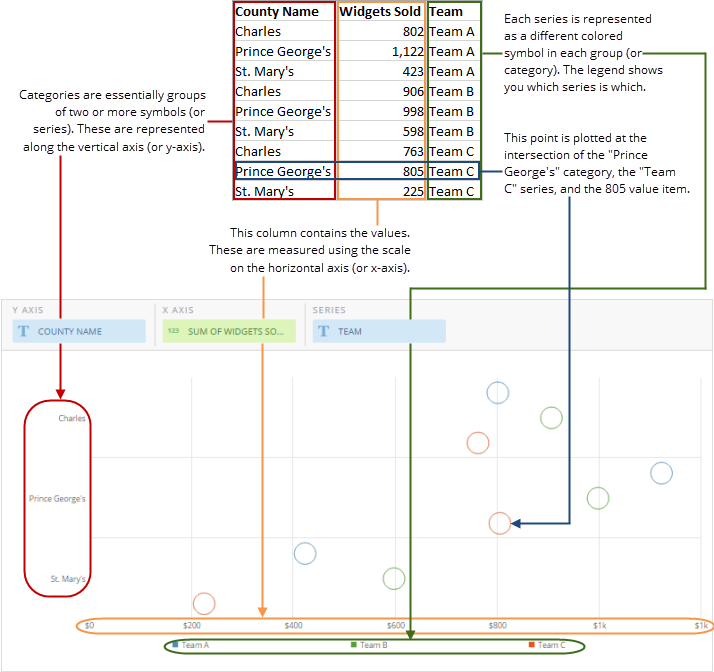 County Name Widgets Sold Team
Charles 802 Team A
Prince George's 1,122 Team A
St. Mary's 423 Team A
Charles 906 Team B
Prince George's 998 Team B
St. Mary's 598 Team B
Charles 763 Team C
Prince George's 805 Team C
St. Mary's 225 Team C
Each series is represented
as a different colored
symbol in each group (or
category). The legend shows
you which series is which.
Categories are essentially groups
of two or more symbols (or
series). These are represented
along the vertical axis (or y-axis).
This point is plotted at the
intersection of the "Prince
George's" category, the "Team
C" series, and the 805 value item.
This column contains the values.
These are measured using the scale
on the horizontal axis (or x-axis).
Y AXIS X AXIS SERIES
T COUNTY NAME 123 SUM OF WIDGETS SO... T TEAM
Charles
Prince George's
St. Mary's
$0 $200 $400 $600 $800 $1k $1k
Team A Team B Team C